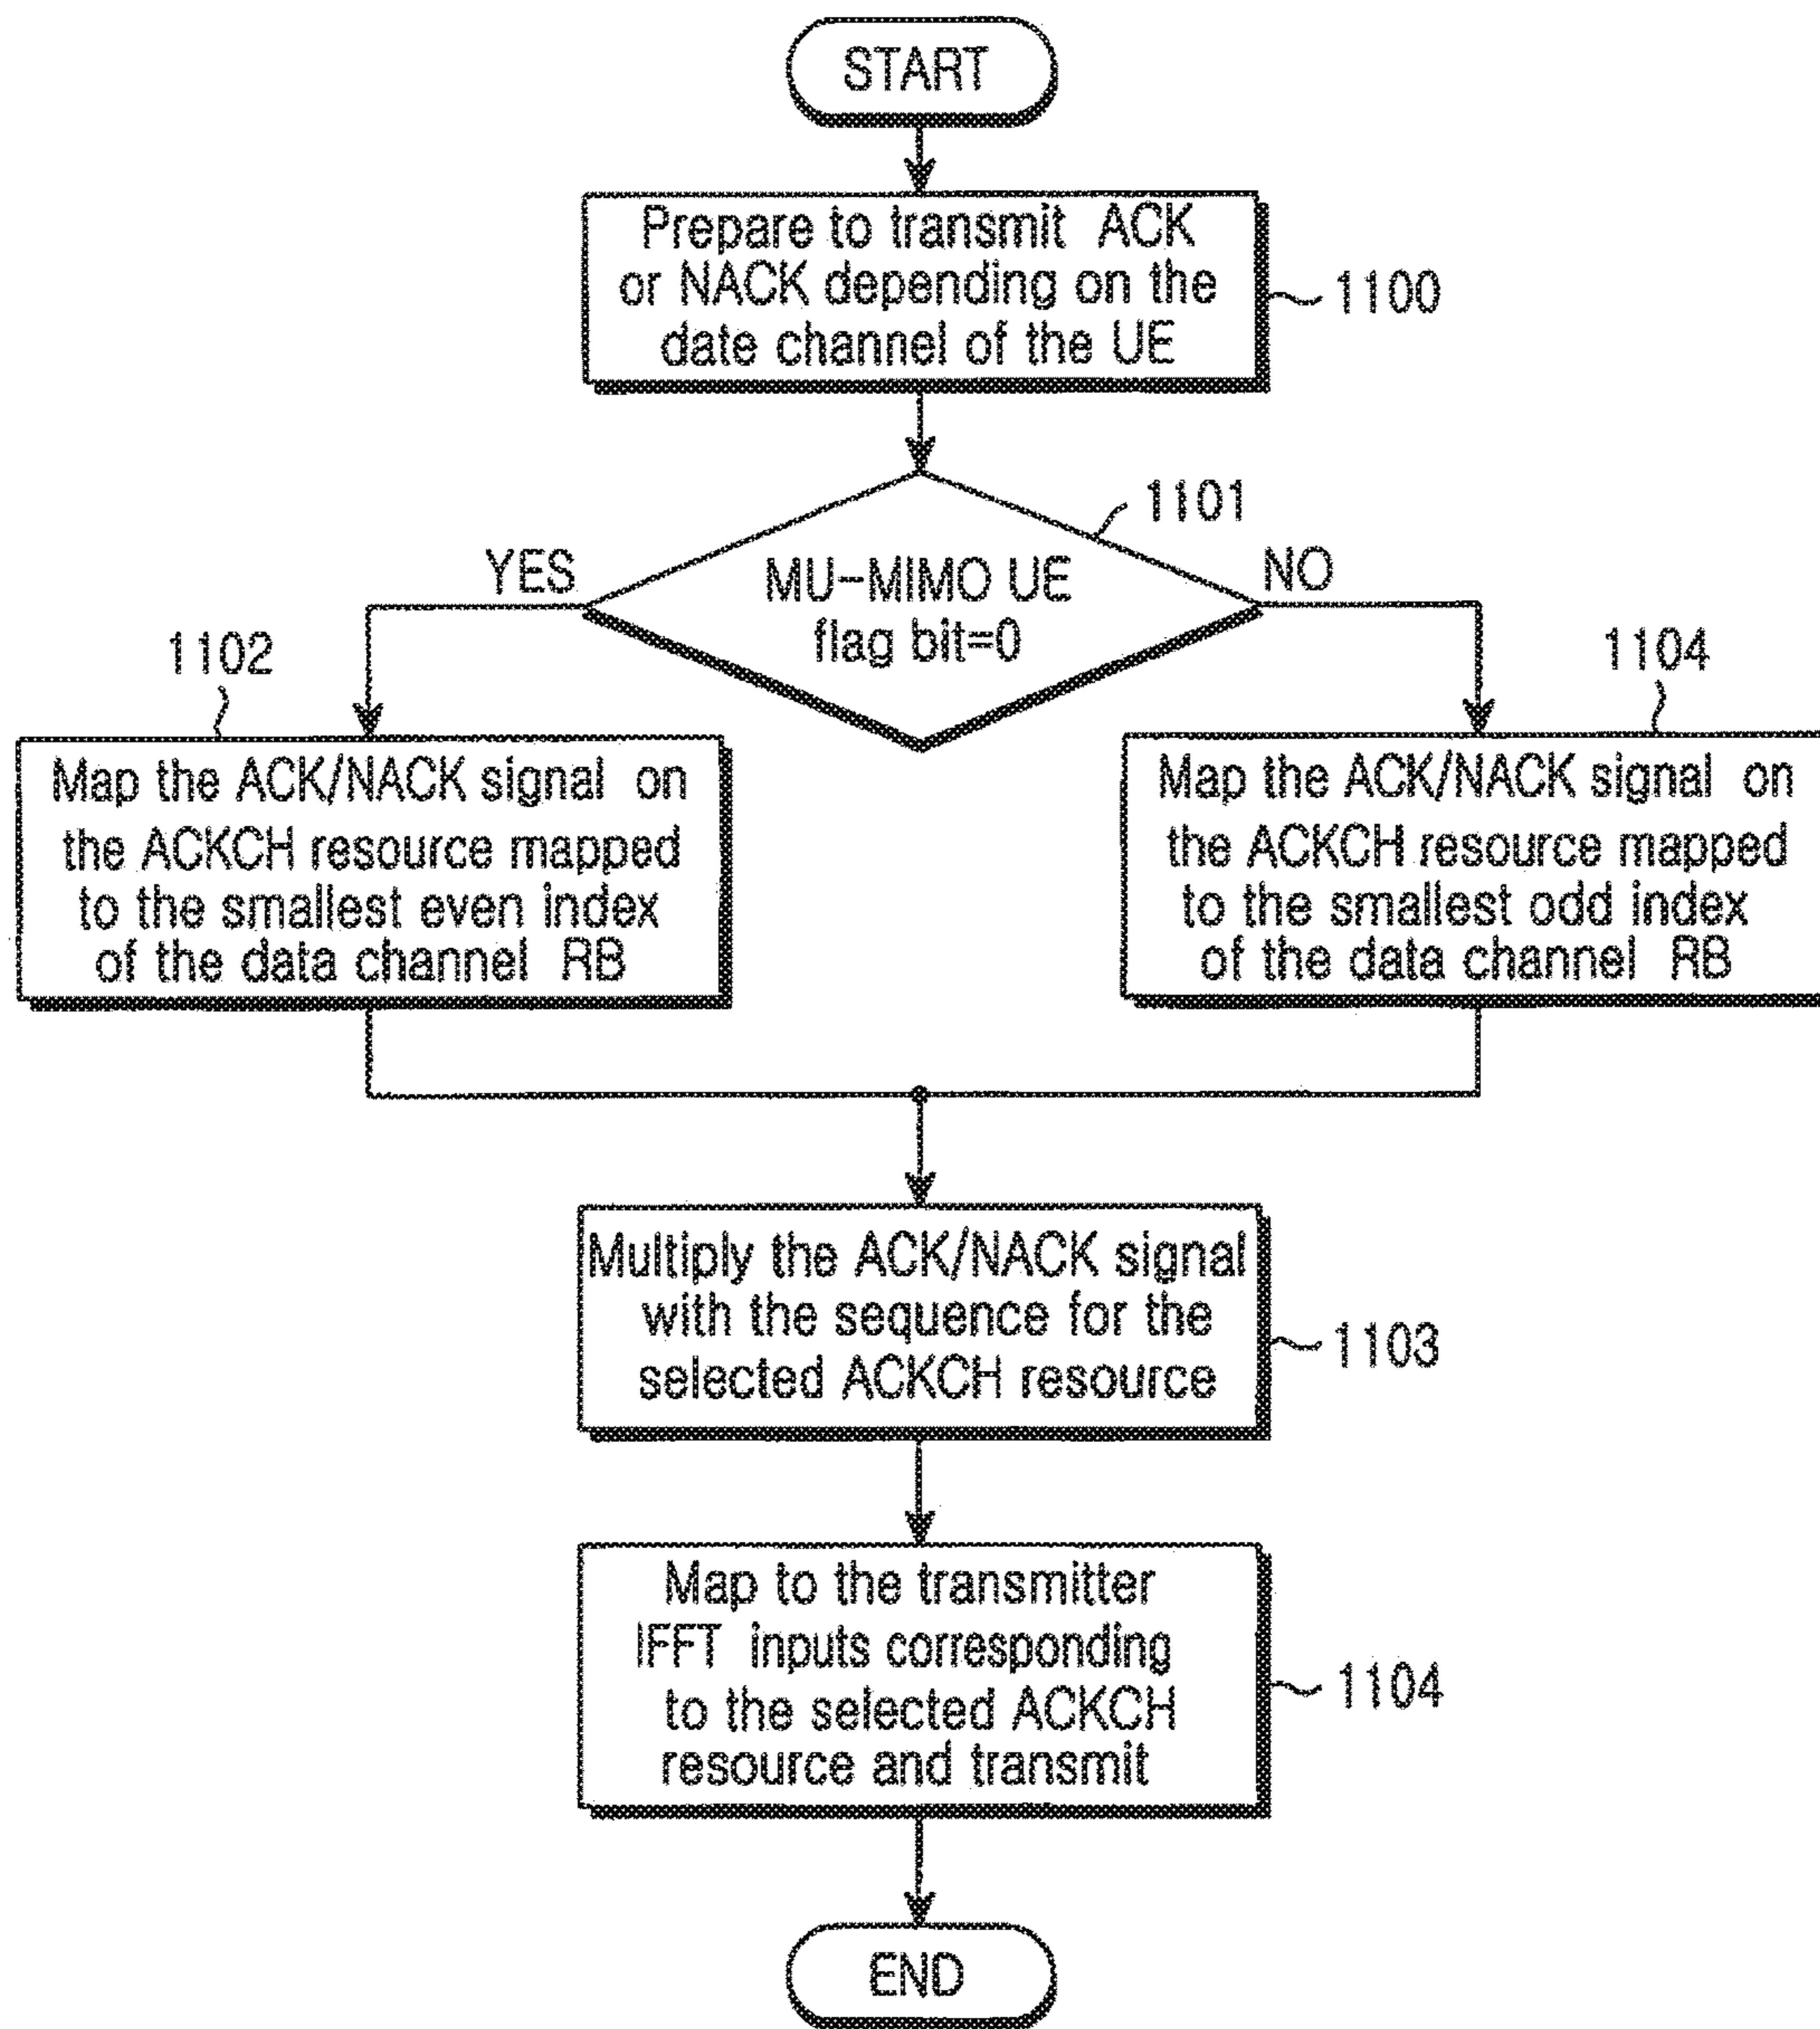 START
Prepare to transmit ACK
or NACK depending on the
date channel of the UE
1100
1101
YES
MU-MIMO UE
flag bit=0
NO
1102
1104
Map the ACK/NACK signal on
the ACKCH resource mapped
to the smallest even index
of the data channel RB
Map the ACK/NACK signal on
the ACKCH resource mapped
to the smallest odd index
of the data channel RB
Multiply the ACK/NACK signal
with the sequence for the
selected ACKCH resource
1103
Map to the transmitter
IFFT inputs corresponding
to the selected ACKCH
resource and transmit
1104
END